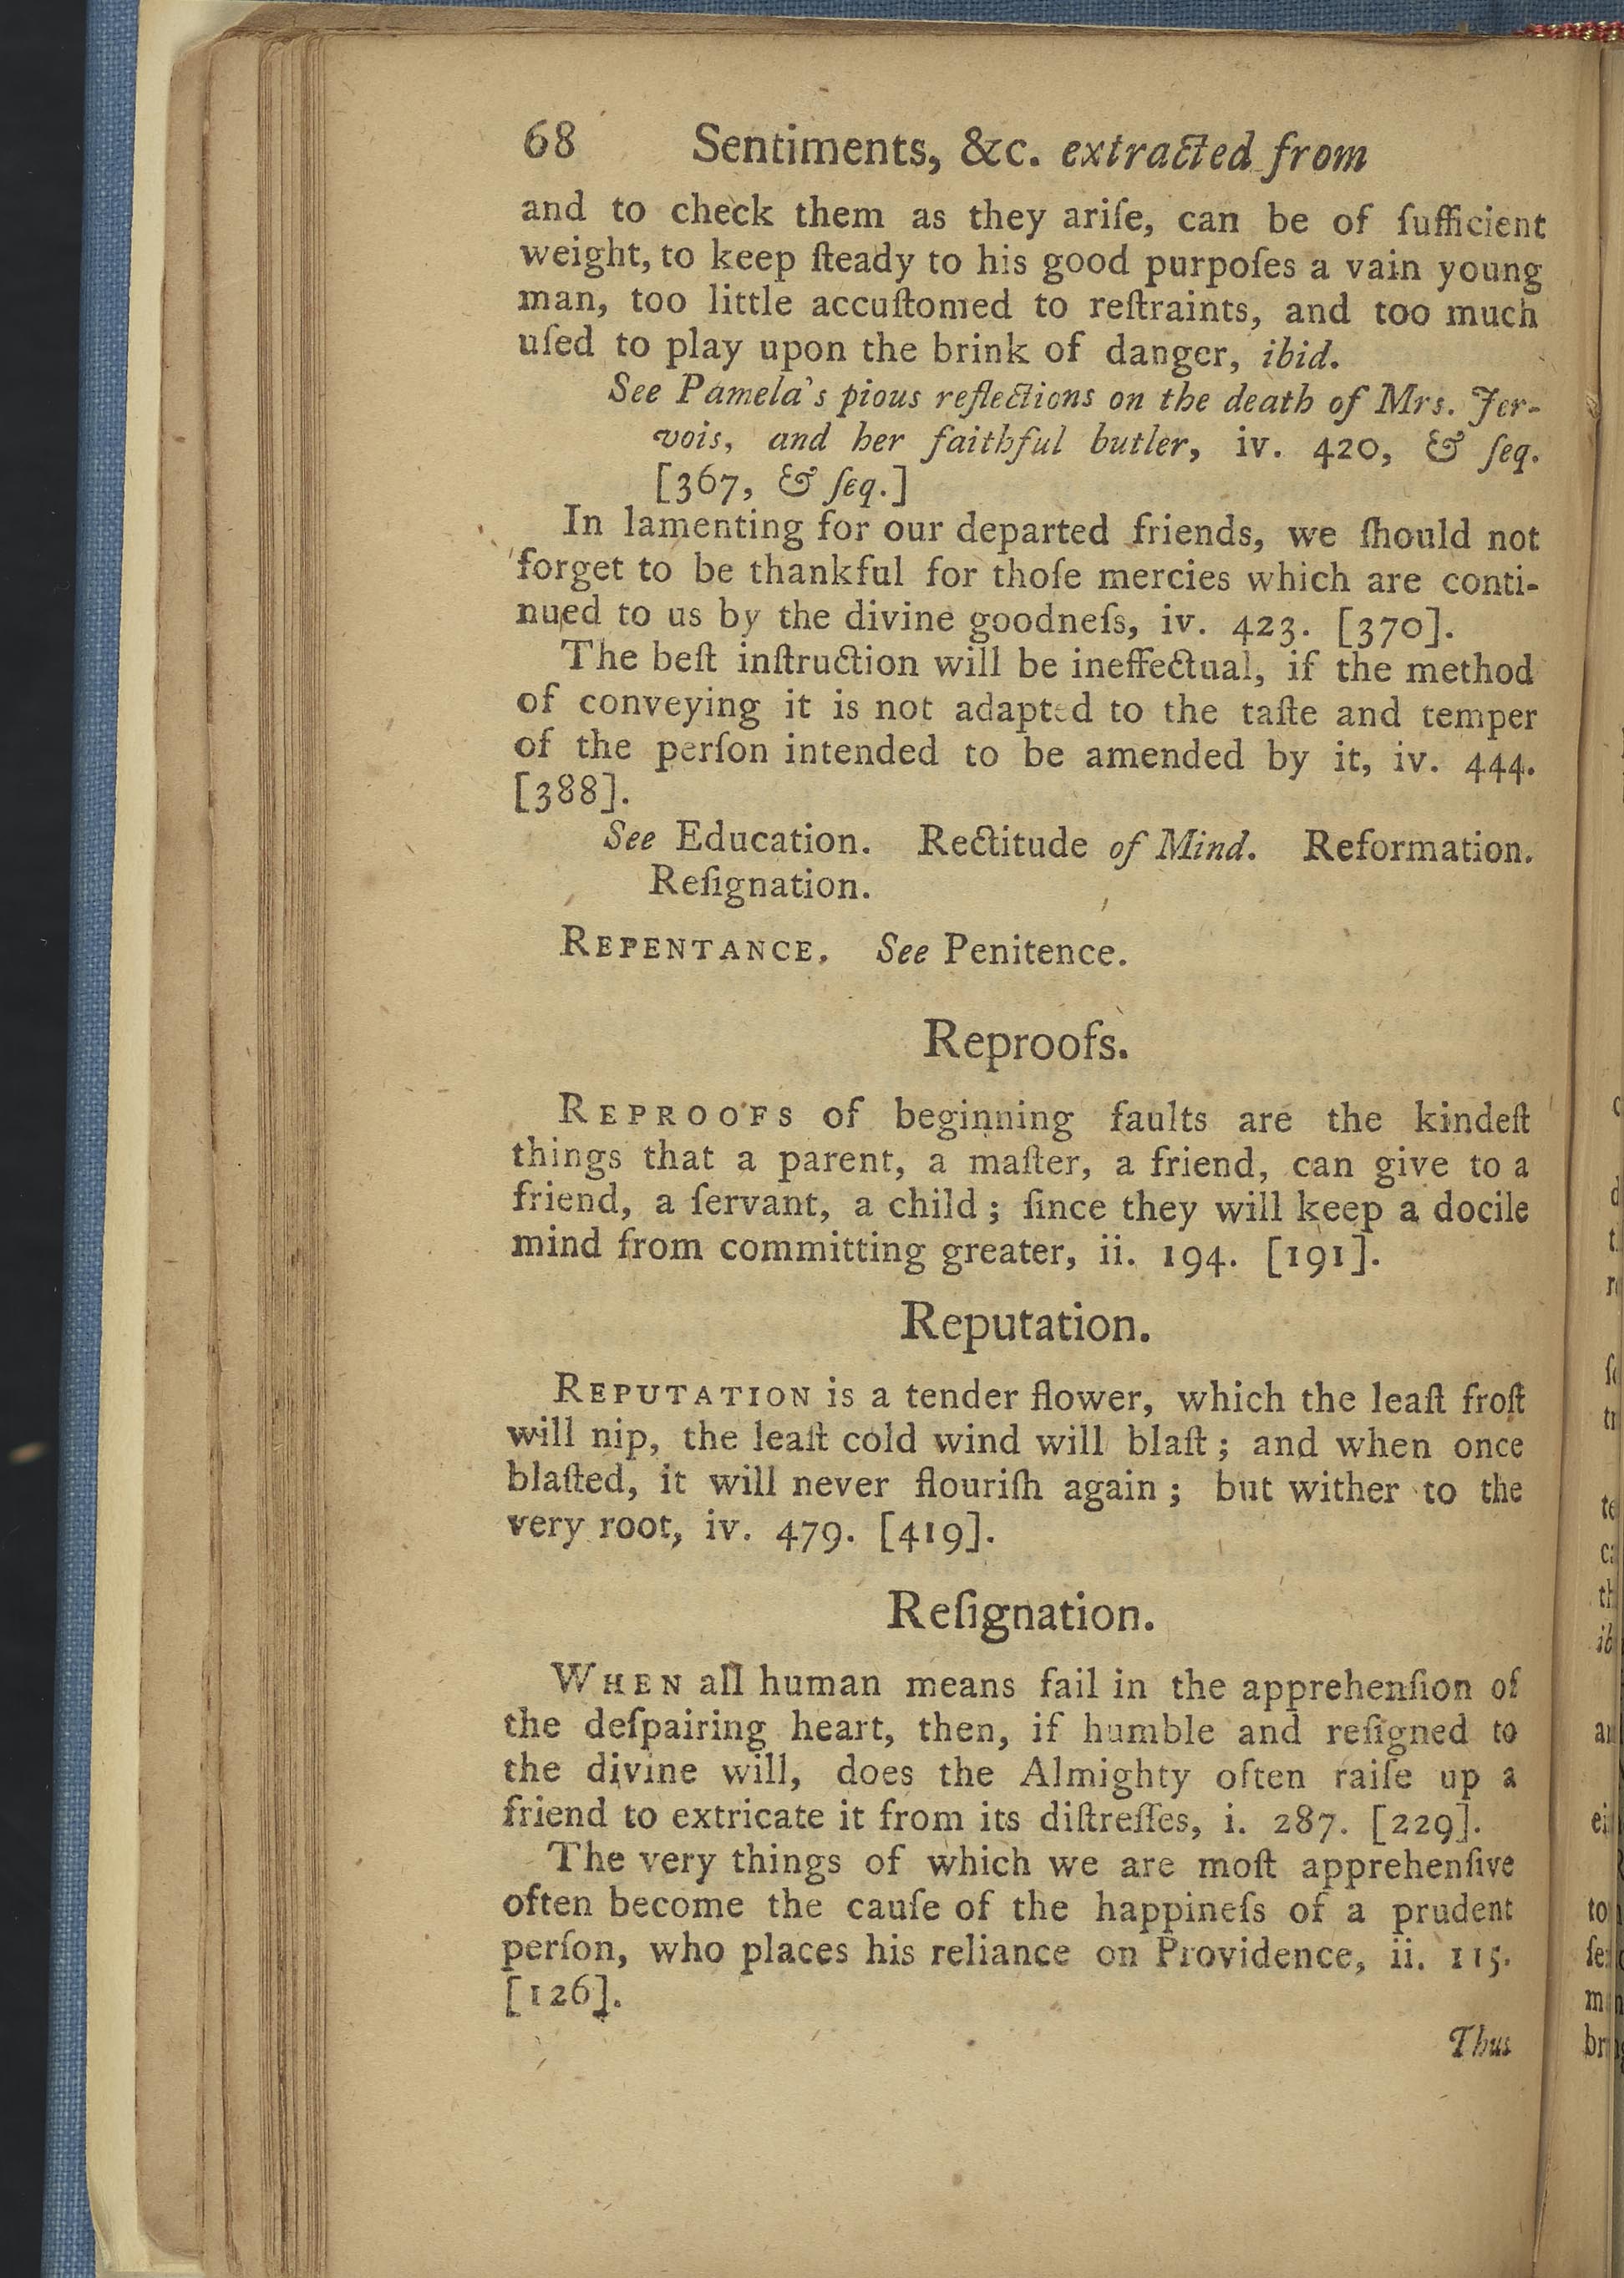 68 Sentiments, &c. extracted from
and to check them as they ariſe, can be of ſufficient
weight, to keep ſteady to his good purpoſes a vain young
man, too little accuſtomed to reſtraints, and too much
uſed to play upon the brink of danger, ibid.
See Pamela's pious reflections on the death of Mrs. Jer-
vois, and her faithful butler, iv. 420, & ſeq.
[367, & ſeq.]
In lamenting for our departed friends, we ſhould not
forget to be thankful for thoſe mercies which are conti-
nued to us by the divine goodneſs, iv. 423. [370].
The beſt inſtruction will be ineffectual, if the method
of conveying it is not adapted to the taſte and temper
of the perſon intended to be amended by it, iv. 444.
[388].
See Education. Rectitude of Mind. Reformation.
Reſignation.
REPENTANCE. See Penitence.
Reproofs.
REPROOFS of beginning faults are the kindeſt
things that a parent, a maſter, a friend, can give to a
friend, a ſervant, a child; ſince they will keep a docile
mind from committing greater, ii. 194. [191].
Reputation.
REPUTATION is a tender flower, which the leaſt froſt
will nip, the leaſt cold wind will blaſt; and when once
blaſted, it will never flouriſh again; but wither to the
very root, iv. 479. [419].
Reſignation.
WHEN all human means fail in the apprehenſion of
the deſpairing heart, then, if humble and reſigned to
the divine will, does the Almighty often raiſe up a
friend to extricate it from its diſtreſſes, i. 287. [229].
The very things of which we are moſt apprehenſive
often become the cauſe of the happineſs of a prudent
perſon, who places his reliance on Providence, ii. 115.
[126].
Thus